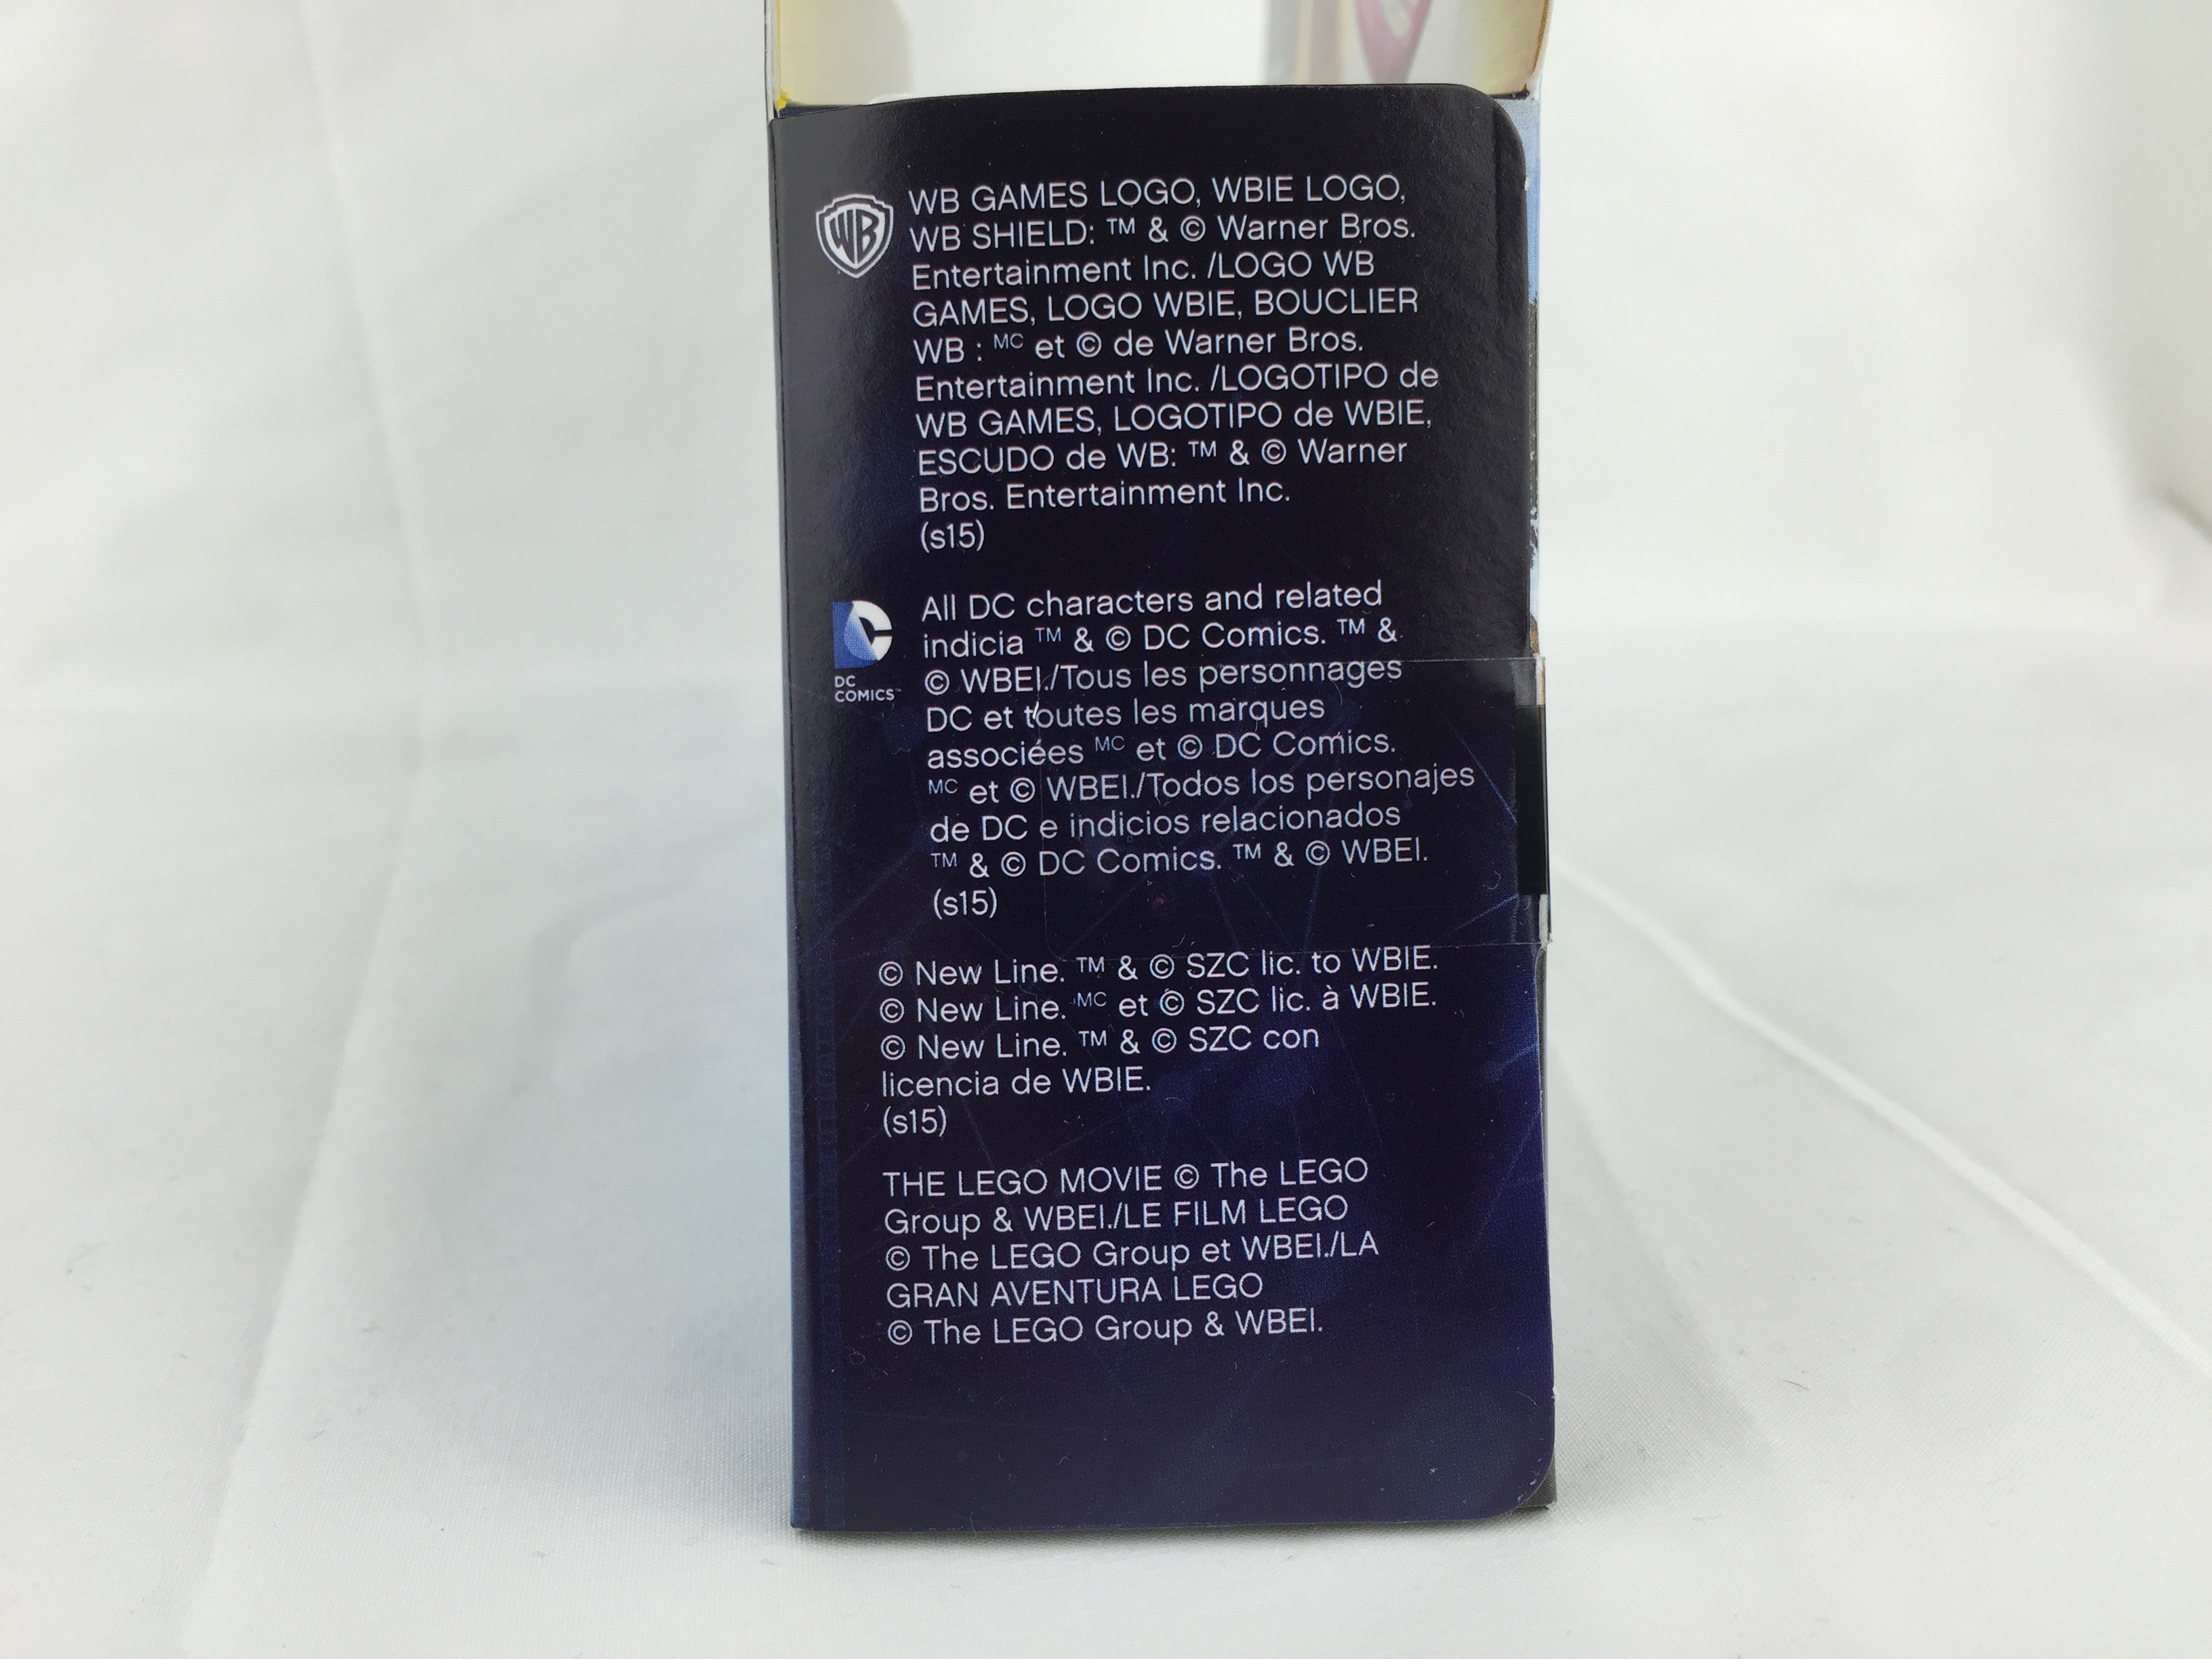 WB GAMES LOGO, WBIE LOGO,
WB SHIELD: ™ & © Warner Bros.
Entertainment Inc. /LOGO WB
GAMES, LOGO WBIE, BOUCLIER
WB : MC et © de Warner Bros.
Entertainment Inc. /LOGOTIPO de
WB GAMES, LOGOTIPO de WBIE,
ESCUDO de WB: ™ & © Warner
Bros. Entertainment Inc.
(s15)
WB
All DC characters and related
indicia ™ & © DC Comics. ™ &
© WBEI./Tous les personnages
DC et toutes les marques
associées MC et © DC Comics.
MC et © WBEI./Todos los personajes
de DC e indicios relacionados
™ & © DC Comics. ™ & © WBEI.
(s15)
DC
COMICS™
© New Line. ™ & © SZC lic. to WBIE.
© New Line. MC et © SZC lic. à WBIE.
© New Line. ™ & © SZC con
licencia de WBIE.
(s15)
THE LEGO MOVIE © The LEGO
Group & WBEI./LE FILM LEGO
© The LEGO Group et WBEI./LA
GRAN AVENTURA LEGO
© The LEGO Group & WBEI.